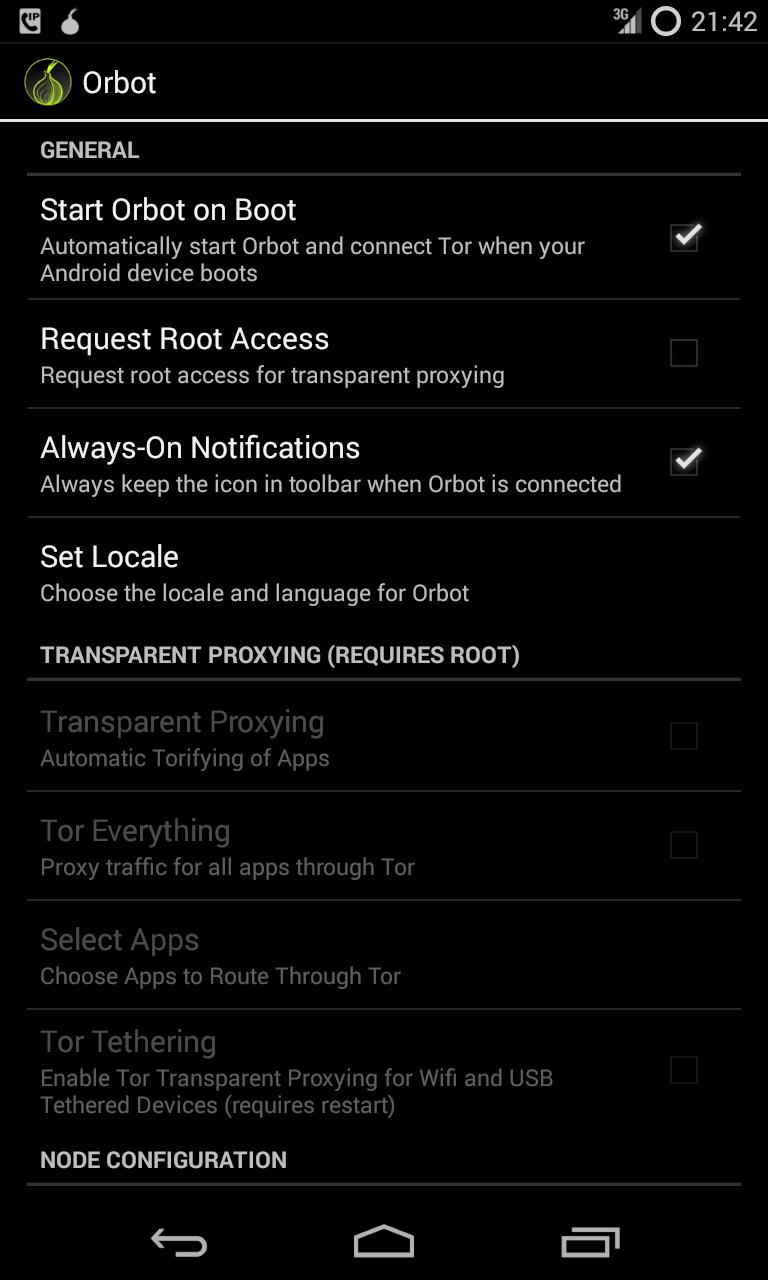 IP
3G
21:42
Orbot
GENERAL
Start Orbot on Boot
Automatically start Orbot and connect Tor when your
Android device boots
Request Root Access
Request root access for transparent proxying
Always-On Notifications
Always keep the icon in toolbar when Orbot is connected
Set Locale
Choose the locale and language for Orbot
TRANSPARENT PROXYING (REQUIRES ROOT)
Transparent Proxying
Automatic Torifying of Apps
Tor Everything
Proxy traffic for all apps through Tor
Select Apps
Choose Apps to Route Through Tor
Tor Tethering
Enable Tor Transparent Proxying for Wifi and USB
Tethered Devices (requires restart)
NODE CONFIGURATION